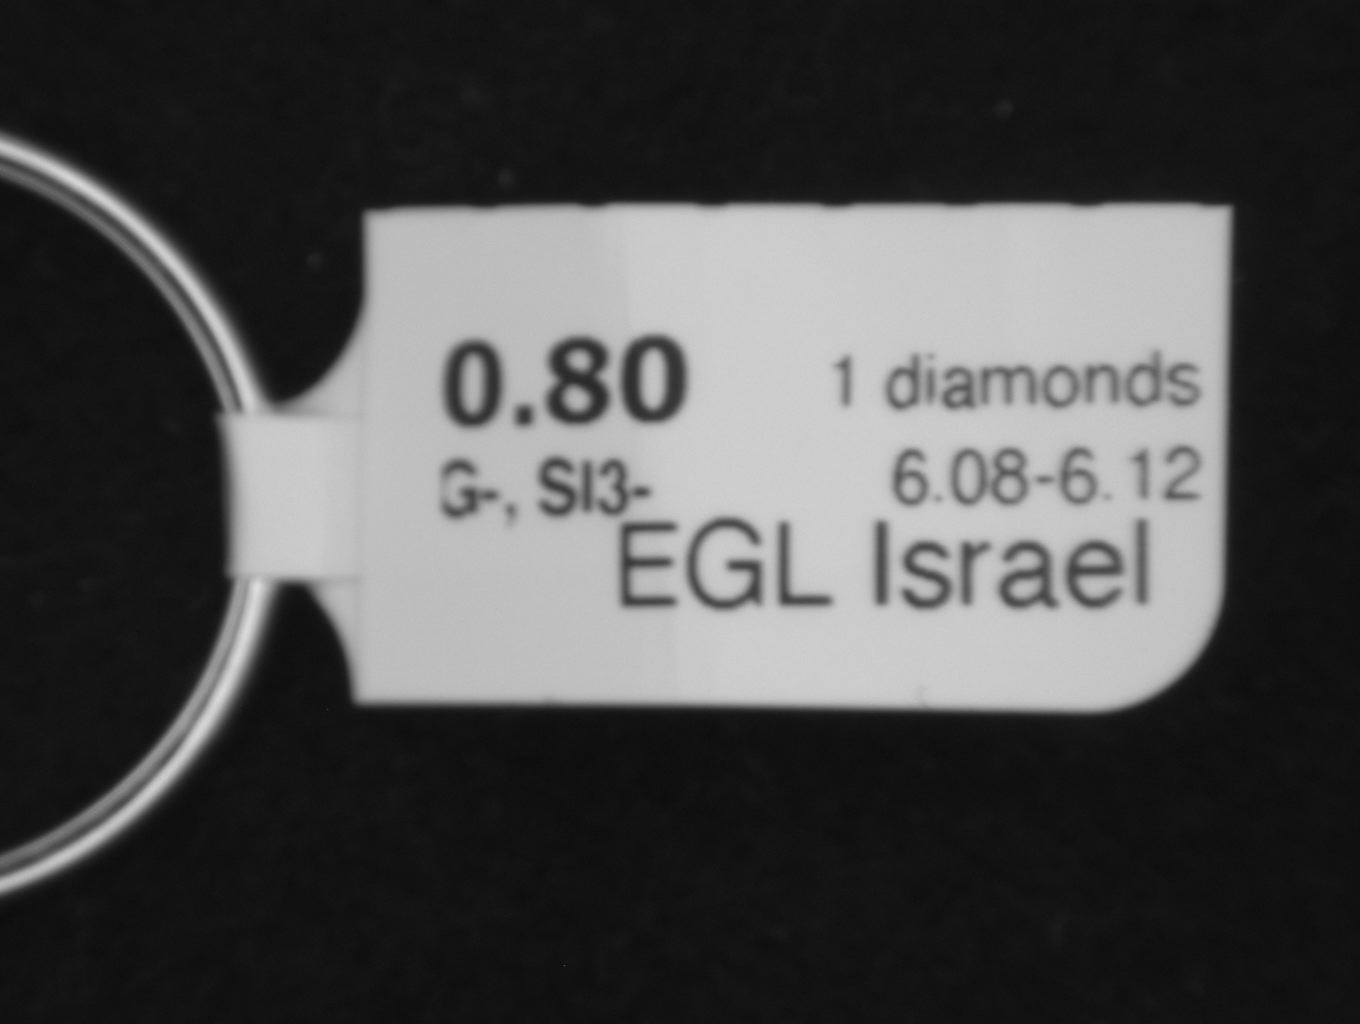 0.80 1 diamonds
G-, SI3- 6.08-6.12
EGL Israel